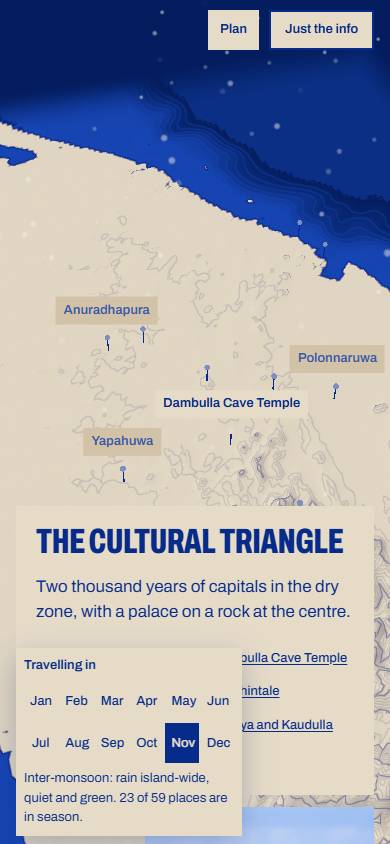 Plan
Just the info
Anuradhapura
Polonnaruwa
Dambulla Cave Temple
Yapahuwa
THE CULTURAL TRIANGLE
Two thousand years of capitals in the dry
zone, with a palace on a rock at the centre.
Travelling in
Cave Temple
Jan Feb Mar Apr May Jun
and Kaudulla
Jul Aug Sep Oct Nov Dec
Inter-monsoon: rain island-wide,
quiet and green. 23 of 59 places are
in season.